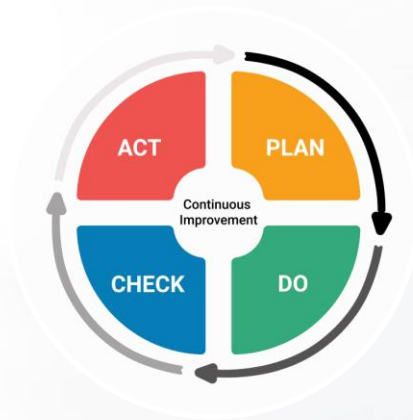 ACT
PLAN
Continuous
Improvement
CHECK
DO